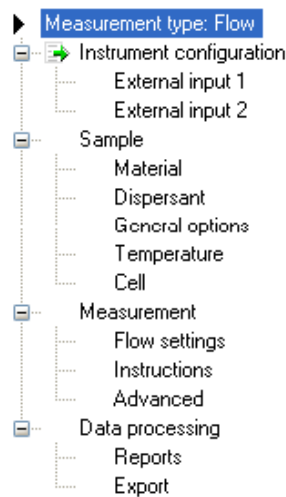 Measurement type: Flow
Instrument configuration
External input 1
External input 2
Sample
Material
Dispersant
General options
Temperature
Cell
Measurement
Flow settings
Instructions
Advanced
Data processing
Reports
Export